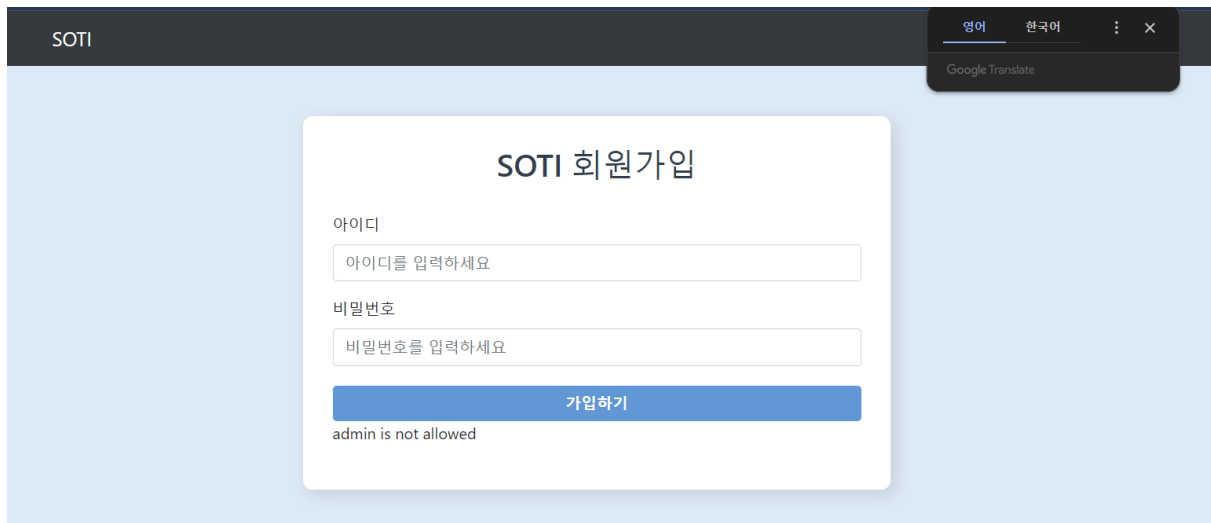 SOTI
영어 한국어
Google Translate
SOTI 회원가입
아이디
아이디를 입력하세요
비밀번호
비밀번호를 입력하세요
가입하기
admin is not allowed